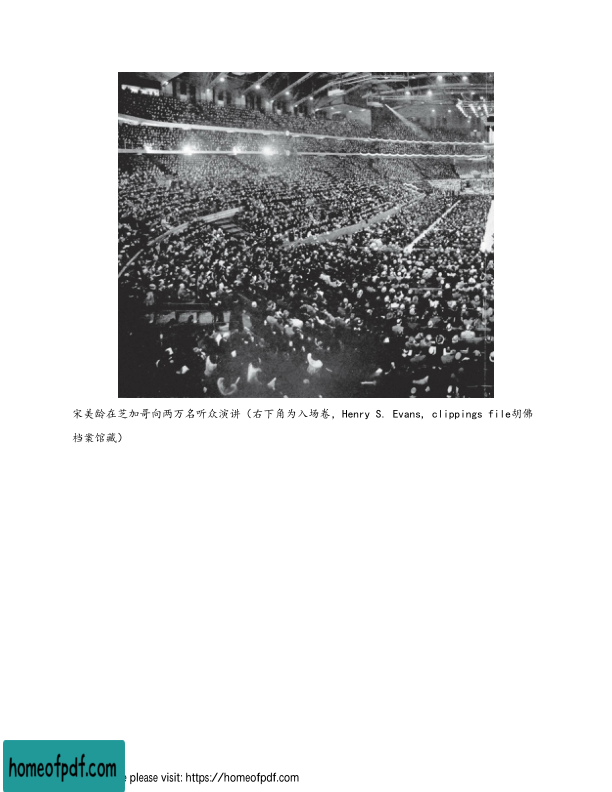 宋美龄在芝加哥向两万名听众演讲（右下角为入场卷, Henry S. Evans, clippings file胡佛
档案馆藏）
homeofpdf.com
e please visit: https://homeofpdf.com